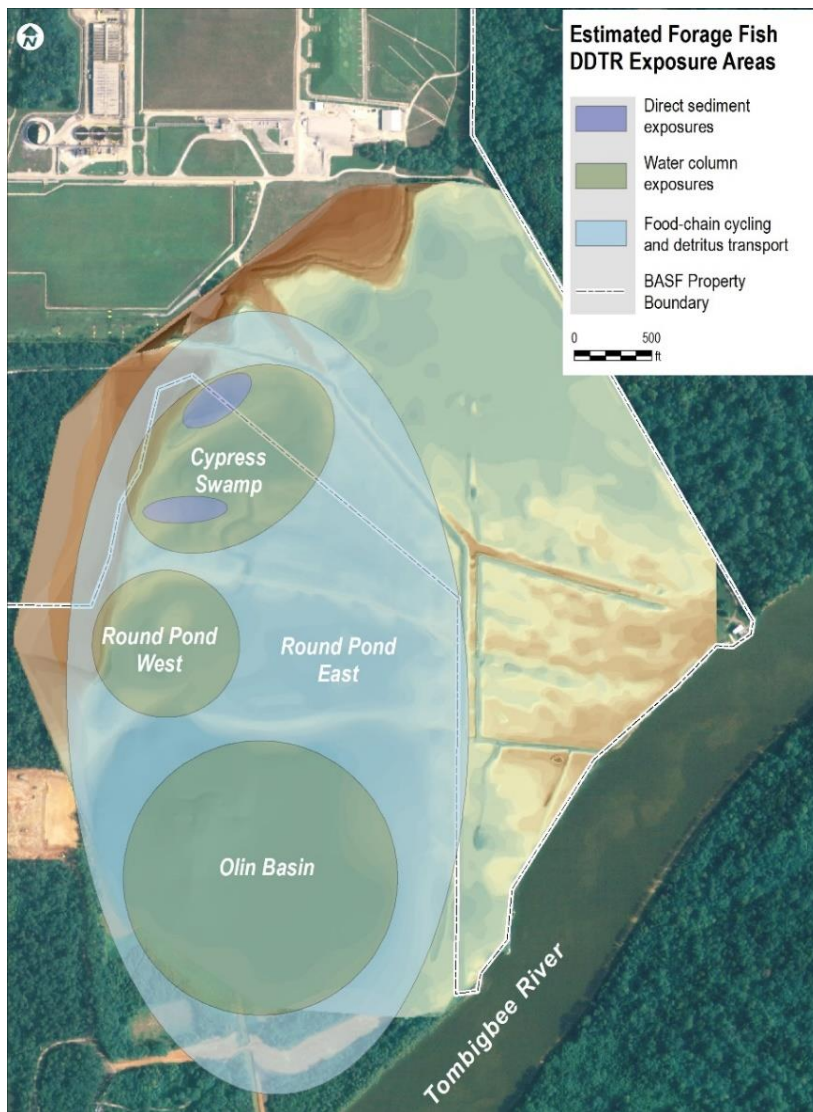 N
Estimated Forage Fish
DDTR Exposure Areas
Direct sediment
exposures
Water column
exposures
Food-chain cycling
and detritus transport
BASF Property
Boundary
0 500
ft
Cypress
Swamp
Round Pond
West
Round Pond
East
Olin Basin
Tombigbee River